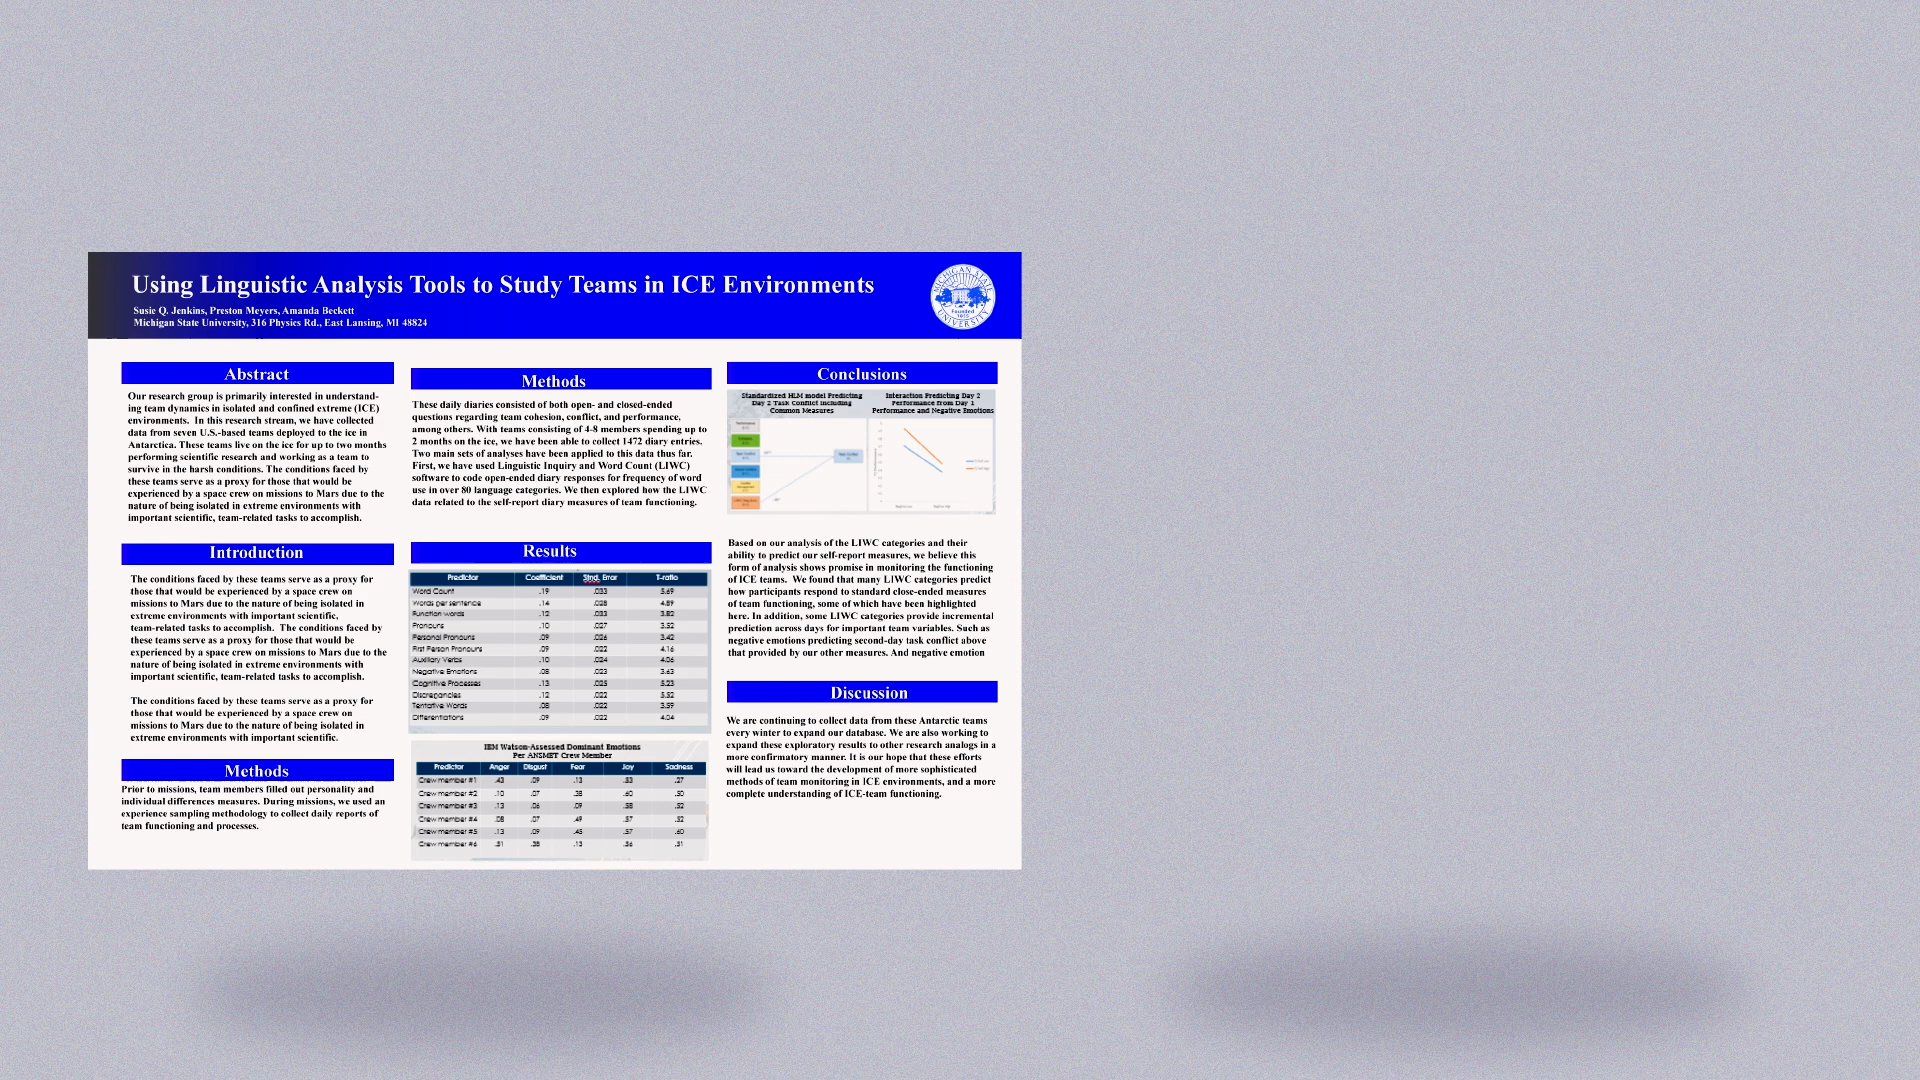 Using Linguistic Analysis Tools to Study Teams in ICE Environments
Susie Q. Jenkins, Preston Meyers, Amanda Beckett
Michigan State University, 316 Physics Rd., East Lansing, MI 48824
MICHIGAN STATE
UNIVERSITY
Founded
1855
Abstract
Our research group is primarily interested in understand-
ing team dynamics in isolated and confined extreme (ICE)
environments.  In this research stream, we have collected
data from seven U.S.-based teams deployed to the ice in
Antarctica. These teams live on the ice for up to two months
performing scientific research and working as a team to
survive in the harsh conditions. The conditions faced by
these teams serve as a proxy for those that would be
experienced by a space crew on missions to Mars due to the
nature of being isolated in extreme environments with
important scientific, team-related tasks to accomplish.
Introduction
The conditions faced by these teams serve as a proxy for
those that would be experienced by a space crew on
missions to Mars due to the nature of being isolated in
extreme environments with important scientific,
team-related tasks to accomplish.  The conditions faced by
these teams serve as a proxy for those that would be
experienced by a space crew on missions to Mars due to the
nature of being isolated in extreme environments with
important scientific, team-related tasks to accomplish.
The conditions faced by these teams serve as a proxy for
those that would be experienced by a space crew on
missions to Mars due to the nature of being isolated in
extreme environments with important scientific.
Methods
Prior to missions, team members filled out personality and
individual differences measures. During missions, we used an
experience sampling methodology to collect daily reports of
team functioning and processes.
Methods
These daily diaries consisted of both open- and closed-ended
questions regarding team cohesion, conflict, and performance,
among others. With teams consisting of 4-8 members spending up to
2 months on the ice, we have been able to collect 1472 diary entries.
Two main sets of analyses have been applied to this data thus far.
First, we have used Linguistic Inquiry and Word Count (LIWC)
software to code open-ended diary responses for frequency of word
use in over 80 language categories. We then explored how the LIWC
data related to the self-report diary measures of team functioning.
Results
Predictor Coefficient Stnd. Error T-ratio
Word Count .19 .033 5.69
Words per sentence .14 .028 4.89
Function words .12 .033 3.82
Pronouns .10 .027 3.52
Personal Pronouns .09 .026 3.42
First Person Pronouns .09 .022 4.16
Auxiliary Verbs .10 .024 4.06
Negative Emotions .08 .023 3.63
Cognitive Processes .13 .025 5.23
Discrepancies .12 .022 5.52
Tentative Words .08 .022 3.59
Differentiations .09 .022 4.04
IBM Watson-Assessed Dominant Emotions
Per ANSMET Crew Member
Predictor Anger Disgust Fear Joy Sadness
Crew member #1 .43 .09 .13 .53 .27
Crew member #2 .10 .07 .38 .60 .50
Crew member #3 .13 .06 .09 .58 .52
Crew member #4 .08 .07 .49 .57 .52
Crew member #5 .13 .09 .45 .57 .60
Crew member #6 .51 .38 .13 .56 .51
Conclusions
Standardized HLM model Predicting
Day 2 Task Conflict including
Common Measures
Interaction Predicting Day 2
Performance from Day 1
Performance and Negative Emotions
Based on our analysis of the LIWC categories and their
ability to predict our self-report measures, we believe this
form of analysis shows promise in monitoring the functioning
of ICE teams.  We found that many LIWC categories predict
how participants respond to standard close-ended measures
of team functioning, some of which have been highlighted
here. In addition, some LIWC categories provide incremental
prediction across days for important team variables. Such as
negative emotions predicting second-day task conflict above
that provided by our other measures. And negative emotion
Discussion
We are continuing to collect data from these Antarctic teams
every winter to expand our database. We are also working to
expand these exploratory results to other research analogs in a
more confirmatory manner. It is our hope that these efforts
will lead us toward the development of more sophisticated
methods of team monitoring in ICE environments, and a more
complete understanding of ICE-team functioning.